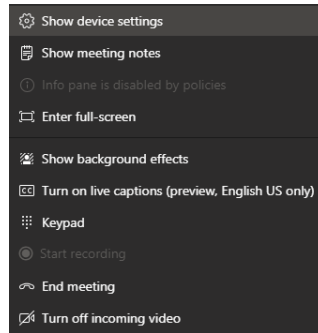 Show device settings
Show meeting notes
Info pane is disabled by policies
Enter full-screen
Show background effects
CC Turn on live captions (preview, English US only)
Keypad
Start recording
End meeting
Turn off incoming video